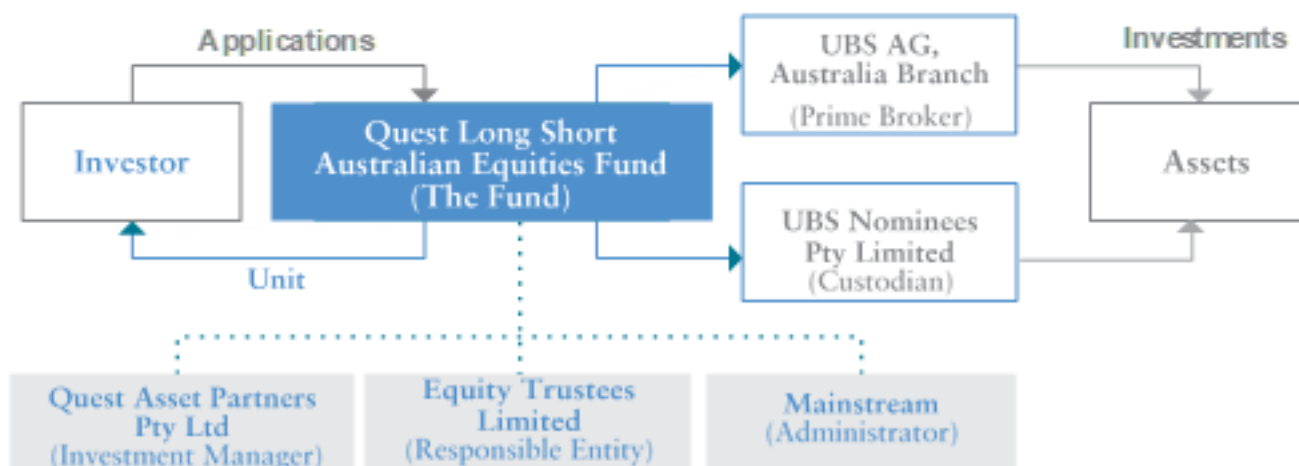 Applications
Investor
Unit
Quest Long Short
Australian Equities Fund
(The Fund)
UBS AG,
Australia Branch
(Prime Broker)
UBS Nominees
Pty Limited
(Custodian)
Investments
Assets
Quest Asset Partners
Pty Ltd
(Investment Manager)
Equity Trustees
Limited
(Responsible Entity)
Mainstream
(Administrator)